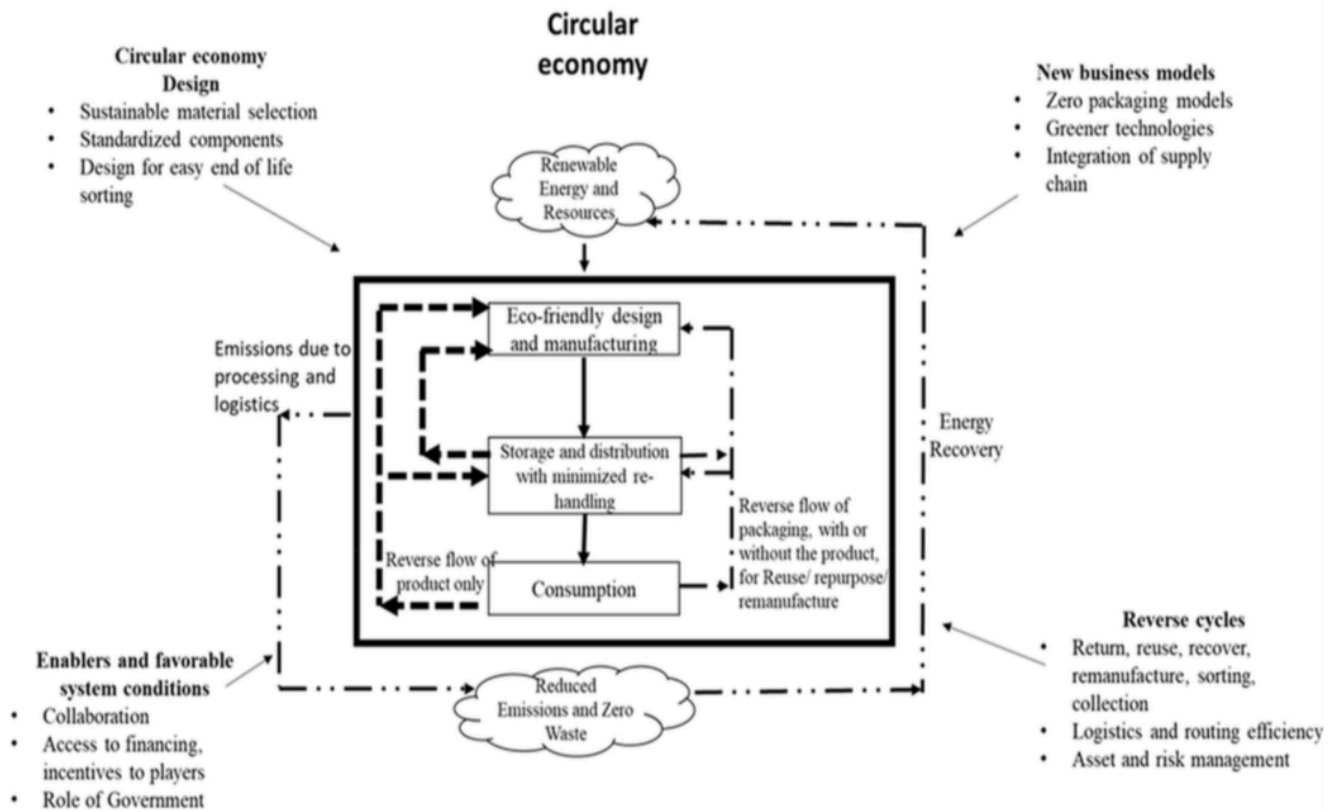 Circular
economy
Circular economy
Design
• Sustainable material selection
• Standardized components
• Design for easy end of life
sorting
New business models
• Zero packaging models
• Greener technologies
• Integration of supply
chain
Renewable
Energy and
Resources
Eco-friendly design
and manufacturing
Emissions due to
processing and
logistics
Energy
Recovery
Storage and distribution
with minimized re-
handling
Reverse flow of
packaging, with or
without the product,
for Reuse/ repurpose/
remanufacture
Reverse flow of
product only
Consumption
Enablers and favorable
system conditions
• Collaboration
• Access to financing,
incentives to players
• Role of Government
Reduced
Emissions and Zero
Waste
Reverse cycles
• Return, reuse, recover,
remanufacture, sorting,
collection
• Logistics and routing efficiency
• Asset and risk management